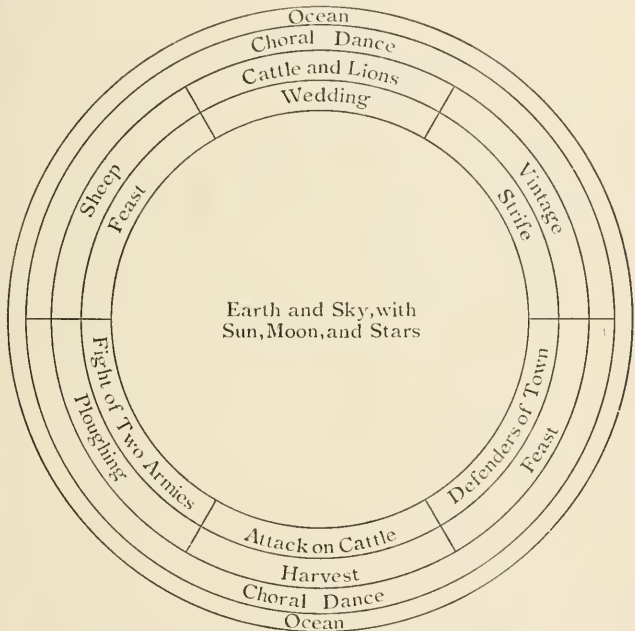 Ocean
Choral Dance
Cattle and Lions
Wedding
Sheep
Feast
Vintage
Strife
Earth and Sky, with
Sun, Moon, and Stars
Fight of Two Armies
Ploughing
Defenders of Town
Feast
Attack on Cattle
Harvest
Choral Dance
Ocean